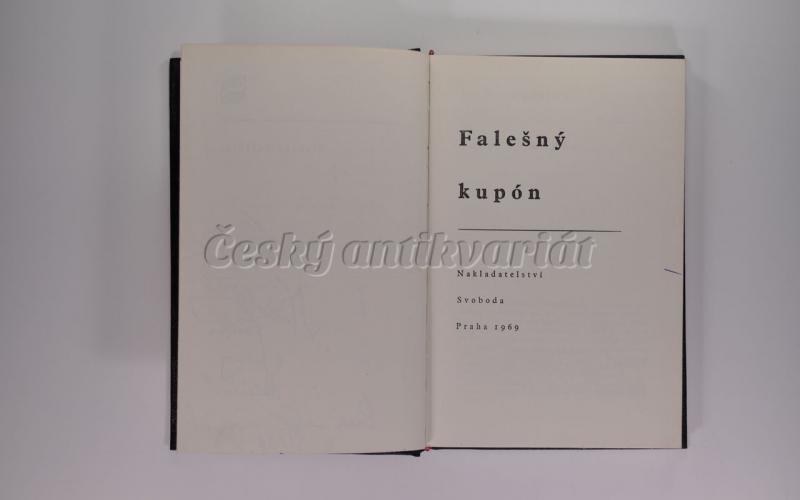 Falešný
kupón
Český antikvariát
Nakladatelství
Svoboda
Praha 1969